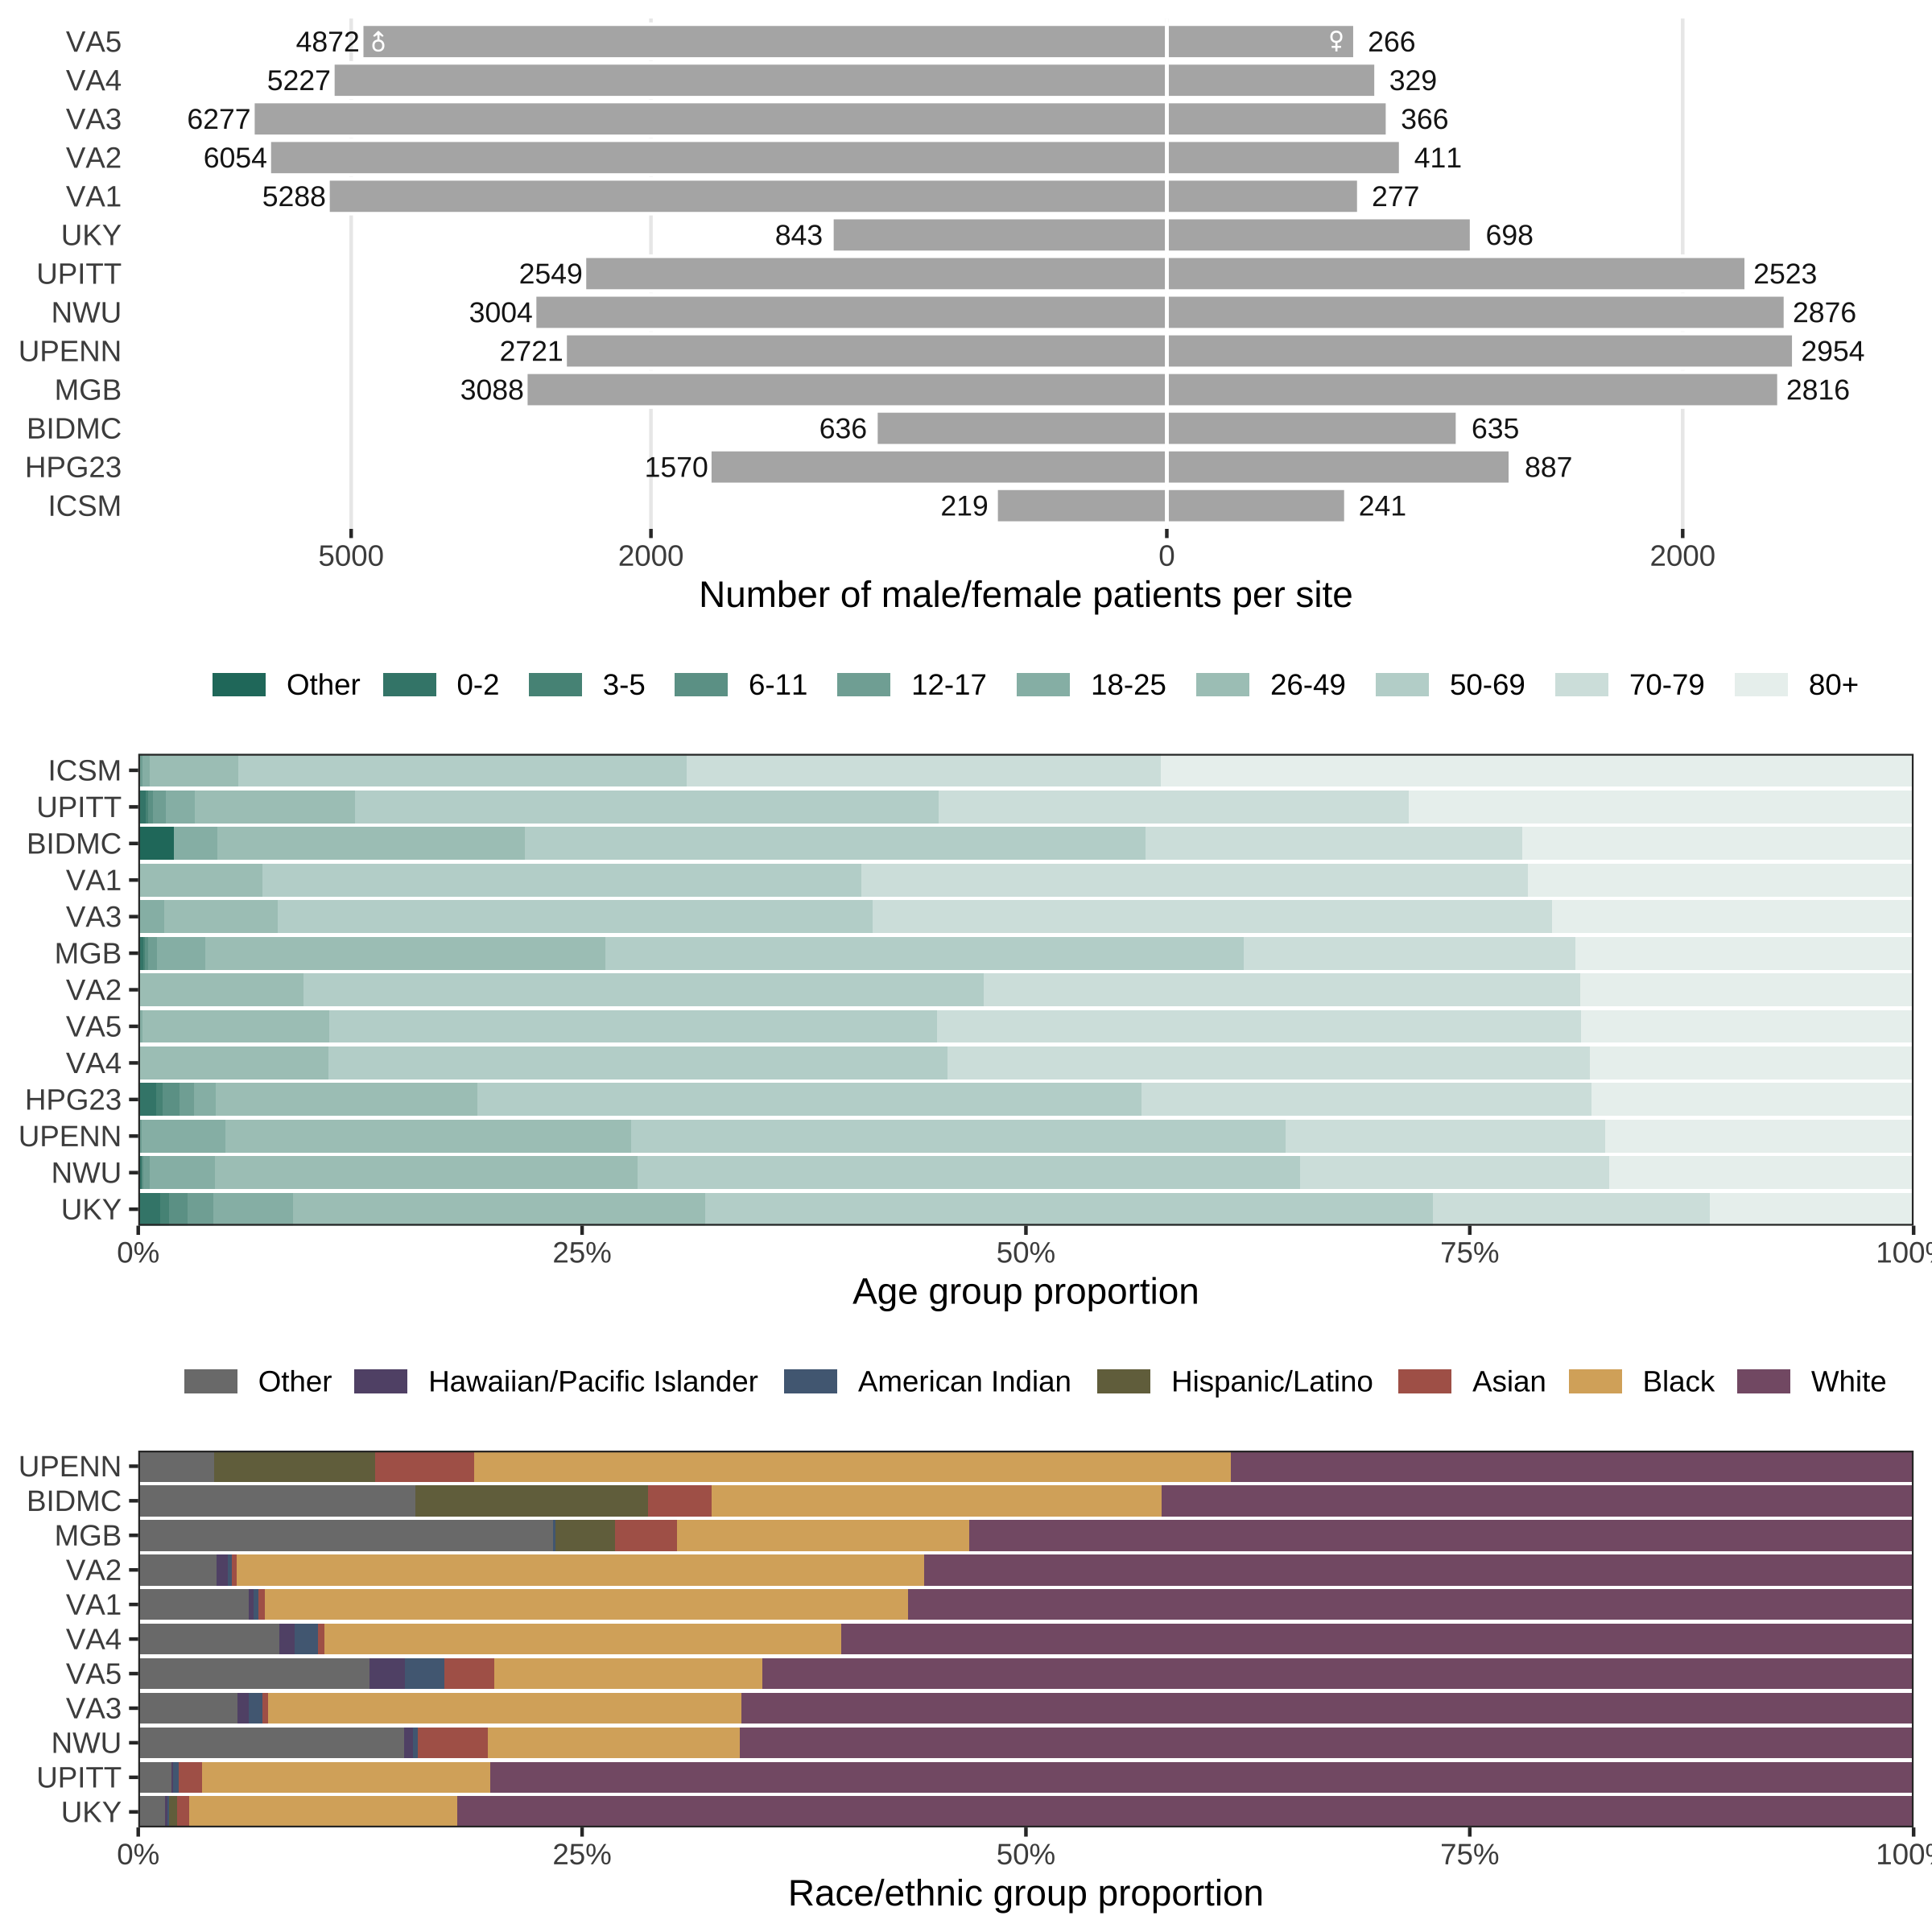 VA5 4872 ♂ ♀ 266
VA4 5227 329
VA3 6277 366
VA2 6054 411
VA1 5288 277
UKY 843 698
UPITT 2549 2523
NWU 3004 2876
UPENN 2721 2954
MGB 3088 2816
BIDMC 636 635
HPG23 1570 887
ICSM 219 241
5000 2000 0 2000
Number of male/female patients per site
Other 0-2 3-5 6-11 12-17 18-25 26-49 50-69 70-79 80+
ICSM
UPITT
BIDMC
VA1
VA3
MGB
VA2
VA5
VA4
HPG23
UPENN
NWU
UKY
0% 25% 50% 75% 100%
Age group proportion
Other Hawaiian/Pacific Islander American Indian Hispanic/Latino Asian Black White
UPENN
BIDMC
MGB
VA2
VA1
VA4
VA5
VA3
NWU
UPITT
UKY
0% 25% 50% 75% 100%
Race/ethnic group proportion